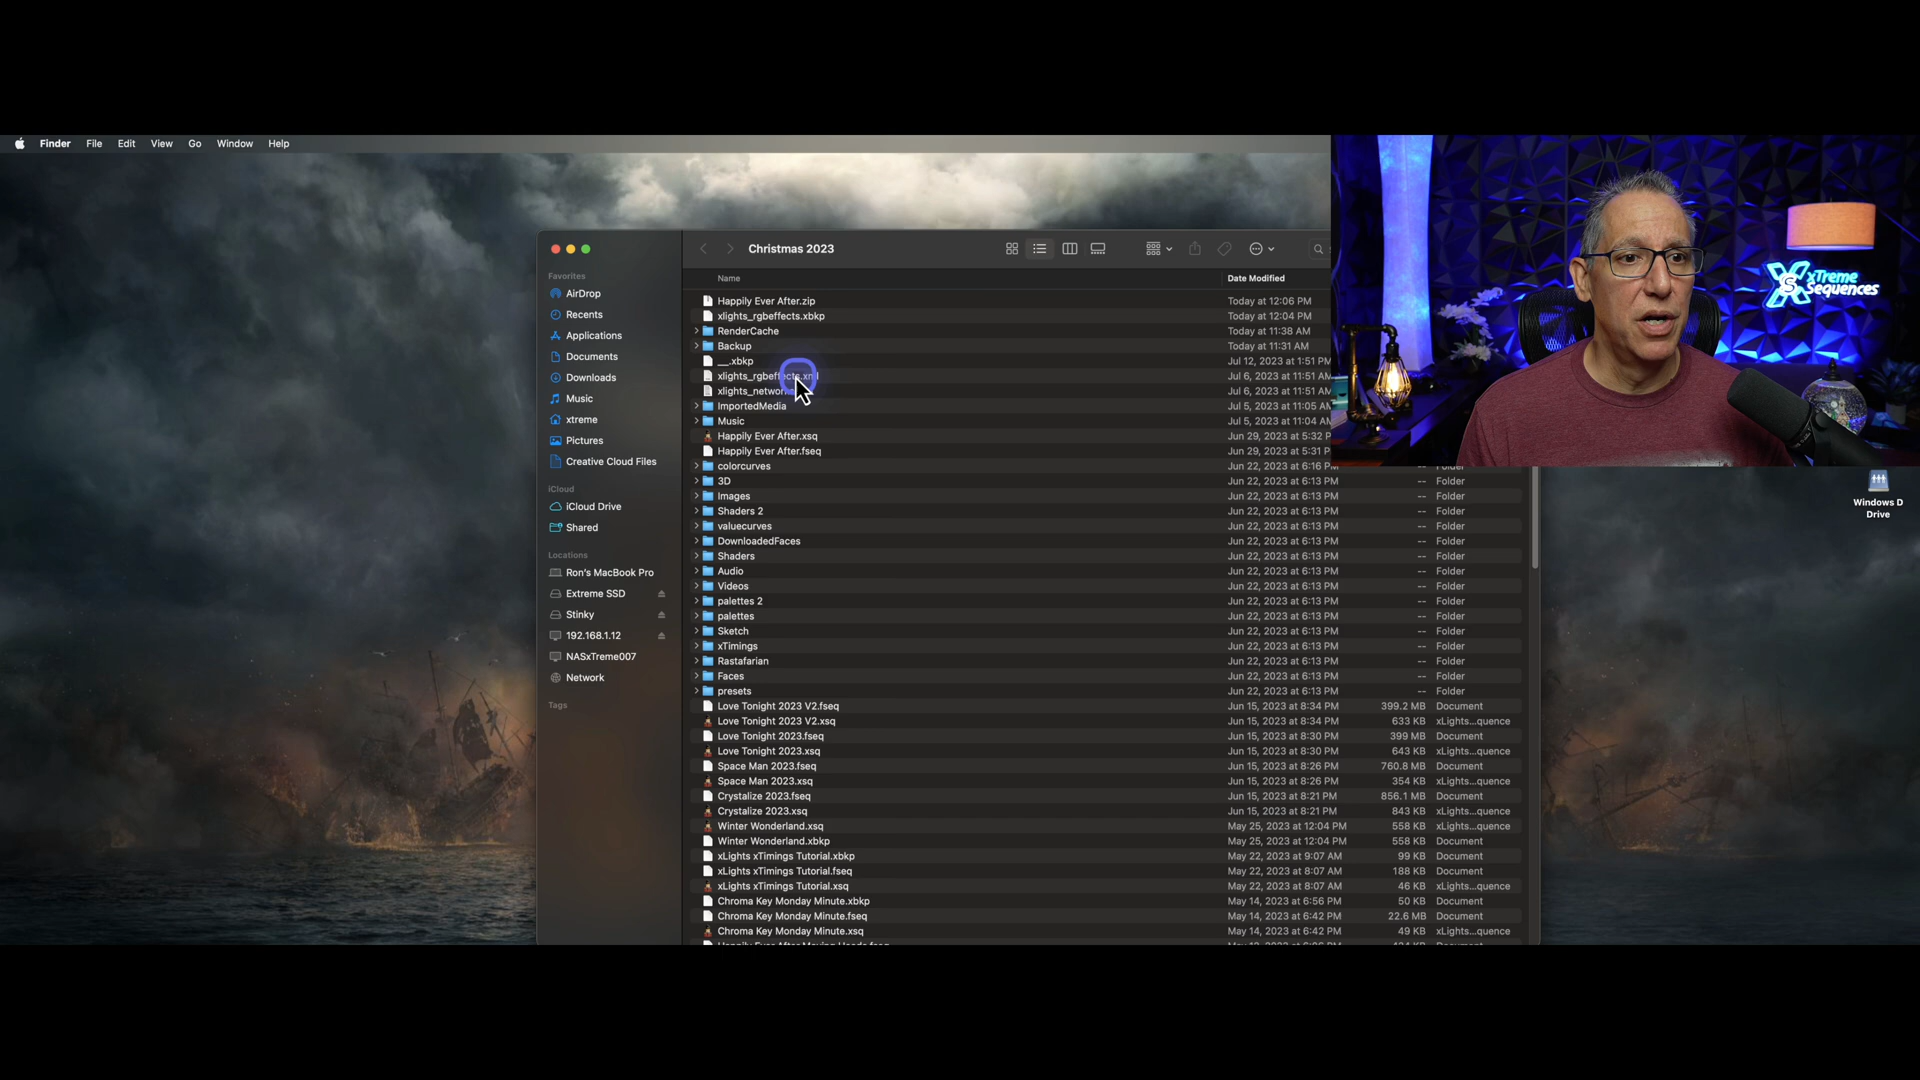 Finder File Edit View Go Window Help
xTreme
Sequences
Christmas 2023
Favorites
AirDrop
Recents
Applications
Documents
Downloads
Music
xtreme
Pictures
Creative Cloud Files
iCloud
iCloud Drive
Shared
Locations
Ron's MacBook Pro
Extreme SSD
Stinky
192.168.1.12
NASxTreme007
Network
Tags
Name Date Modified
Happily Ever After.zip Today at 12:06 PM
xlights_rgbeffects.xbkp Today at 12:04 PM
RenderCache Today at 11:38 AM
Backup Today at 11:31 AM
__.xbkp Jul 12, 2023 at 1:51 PM
xlights_rgbeffects.xml Jul 6, 2023 at 11:51 AM
xlights_networ Jul 6, 2023 at 11:51 AM
ImportedMedia Jul 5, 2023 at 11:05 AM
Music Jul 5, 2023 at 11:04 AM
Happily Ever After.xsq Jun 29, 2023 at 5:32 P
Happily Ever After.fseq Jun 29, 2023 at 5:31 P
colorcurves Jun 22, 2023 at 6:16 PM Folder
3D Jun 22, 2023 at 6:13 PM -- Folder
Images Jun 22, 2023 at 6:13 PM -- Folder
Shaders 2 Jun 22, 2023 at 6:13 PM -- Folder
valuecurves Jun 22, 2023 at 6:13 PM -- Folder
DownloadedFaces Jun 22, 2023 at 6:13 PM -- Folder
Shaders Jun 22, 2023 at 6:13 PM -- Folder
Audio Jun 22, 2023 at 6:13 PM -- Folder
Videos Jun 22, 2023 at 6:13 PM -- Folder
palettes 2 Jun 22, 2023 at 6:13 PM -- Folder
palettes Jun 22, 2023 at 6:13 PM -- Folder
Sketch Jun 22, 2023 at 6:13 PM -- Folder
xTimings Jun 22, 2023 at 6:13 PM -- Folder
Rastafarian Jun 22, 2023 at 6:13 PM -- Folder
Faces Jun 22, 2023 at 6:13 PM -- Folder
presets Jun 22, 2023 at 6:13 PM -- Folder
Love Tonight 2023 V2.fseq Jun 15, 2023 at 8:34 PM 399.2 MB Document
Love Tonight 2023 V2.xsq Jun 15, 2023 at 8:34 PM 633 KB xLights...quence
Love Tonight 2023.fseq Jun 15, 2023 at 8:30 PM 399 MB Document
Love Tonight 2023.xsq Jun 15, 2023 at 8:30 PM 643 KB xLights...quence
Space Man 2023.fseq Jun 15, 2023 at 8:26 PM 760.8 MB Document
Space Man 2023.xsq Jun 15, 2023 at 8:26 PM 354 KB xLights...quence
Crystalize 2023.fseq Jun 15, 2023 at 8:21 PM 856.1 MB Document
Crystalize 2023.xsq Jun 15, 2023 at 8:21 PM 843 KB xLights...quence
Winter Wonderland.xsq May 25, 2023 at 12:04 PM 558 KB xLights...quence
Winter Wonderland.xbkp May 25, 2023 at 12:04 PM 558 KB Document
xLights xTimings Tutorial.xbkp May 22, 2023 at 9:07 AM 99 KB Document
xLights xTimings Tutorial.fseq May 22, 2023 at 8:07 AM 188 KB Document
xLights xTimings Tutorial.xsq May 22, 2023 at 8:07 AM 46 KB xLights...quence
Chroma Key Monday Minute.xbkp May 14, 2023 at 6:56 PM 50 KB Document
Chroma Key Monday Minute.fseq May 14, 2023 at 6:42 PM 22.6 MB Document
Chroma Key Monday Minute.xsq May 14, 2023 at 6:42 PM 49 KB xLights...quence
Windows D
Drive